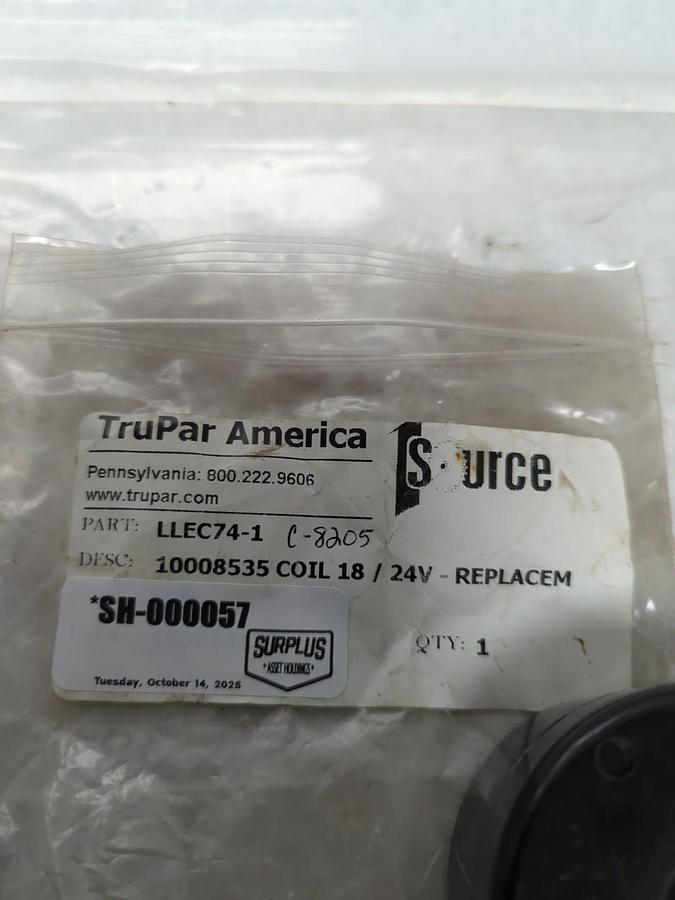 TruPar America
Source
Pennsylvania: 800.222.9606
www.trupar.com
PART: LLEC74-1 C-8205
DESC: 10008535 COIL 18 / 24V - REPLACEM
*SH-000057
SURPLUS
*ASSET HOLDINGS*
QTY: 1
Tuesday, October 14, 2025